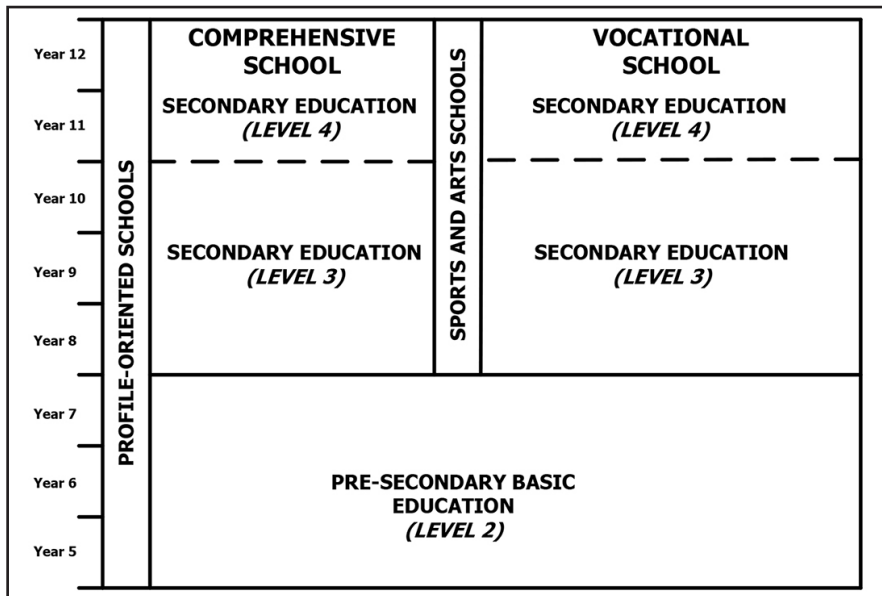 Year 12
Year 11
Year 10
Year 9
Year 8
Year 7
Year 6
Year 5
PROFILE-ORIENTED SCHOOLS
COMPREHENSIVE
SCHOOL
SECONDARY EDUCATION
(LEVEL 4)
SECONDARY EDUCATION
(LEVEL 3)
SPORTS AND ARTS SCHOOLS
VOCATIONAL
SCHOOL
SECONDARY EDUCATION
(LEVEL 4)
SECONDARY EDUCATION
(LEVEL 3)
PRE-SECONDARY BASIC
EDUCATION
(LEVEL 2)